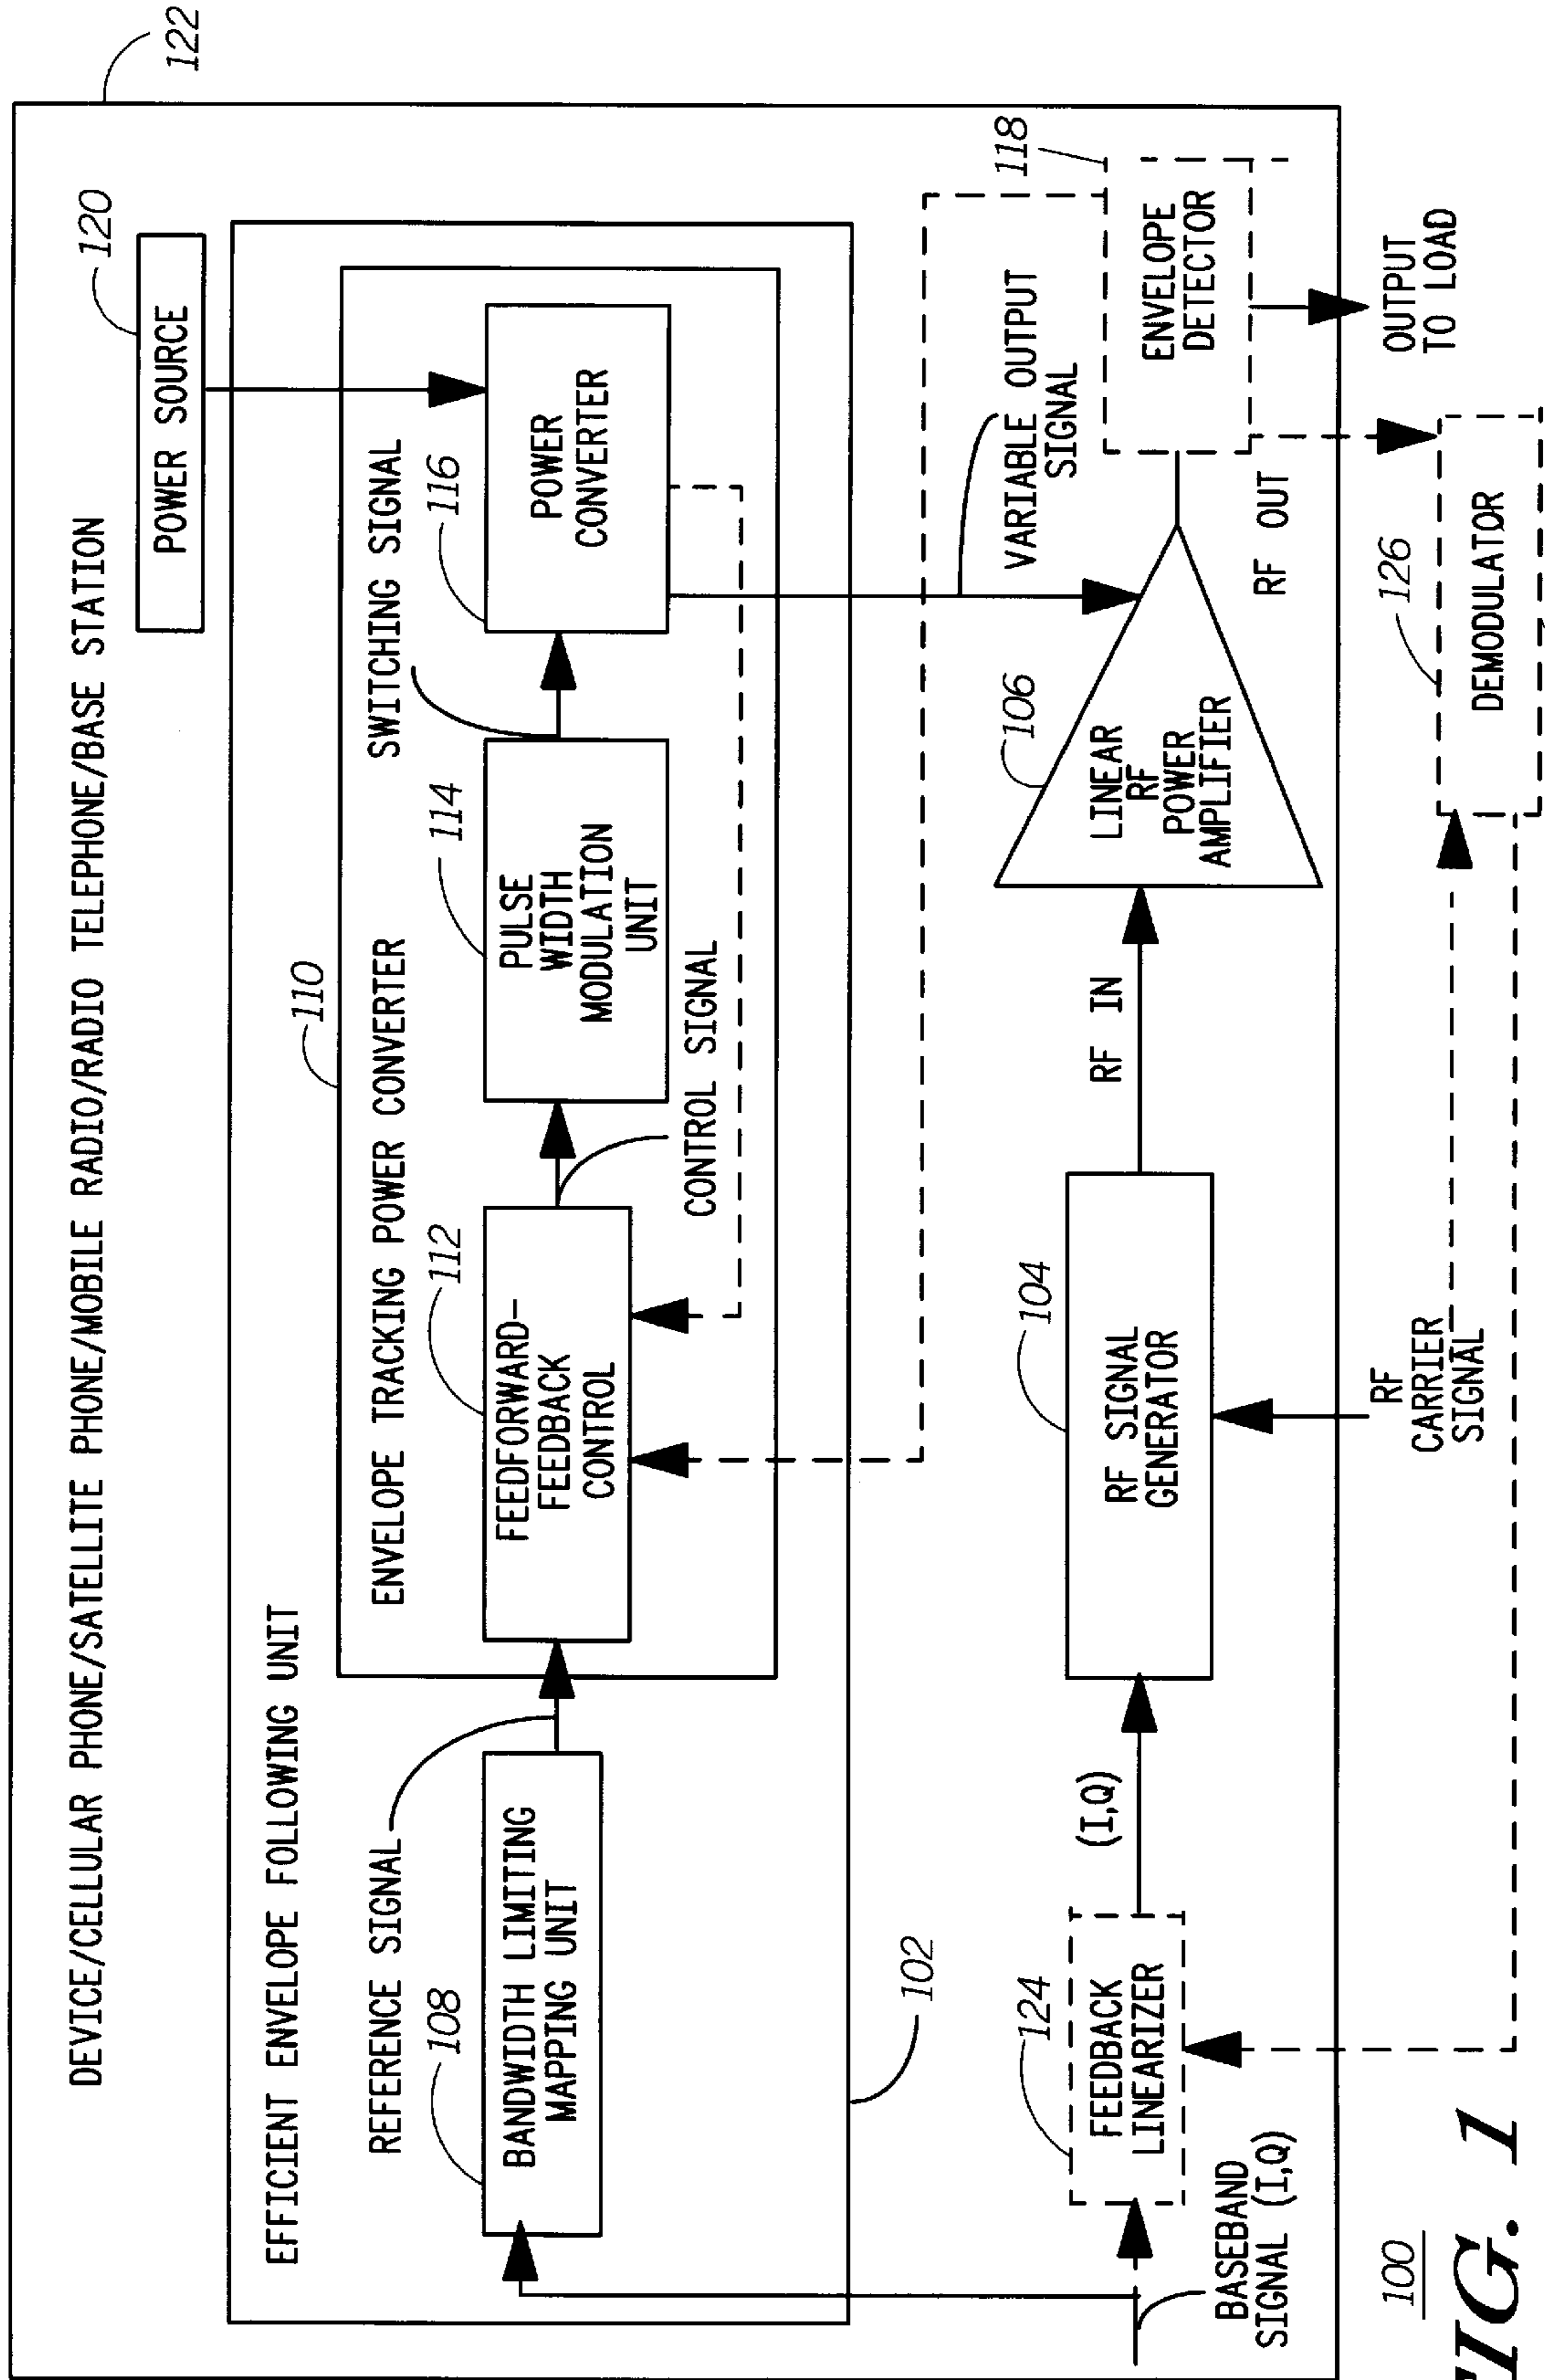 DEVICE/CELLULAR PHONE/SATELLITE PHONE/MOBILE RADIO/RADIO TELEPHONE/BASE STATION
122
120
POWER SOURCE
EFFICIENT ENVELOPE FOLLOWING UNIT
110
ENVELOPE TRACKING POWER CONVERTER
REFERENCE SIGNAL
SWITCHING SIGNAL
108
BANDWIDTH LIMITING
MAPPING UNIT
112
FEEDFORWARD-
FEEDBACK
CONTROL
114
PULSE
WIDTH
MODULATION
UNIT
116
POWER
CONVERTER
CONTROL SIGNAL
102
VARIABLE OUTPUT
SIGNAL
118
ENVELOPE
DETECTOR
124
FEEDBACK
LINEARIZER
(I,Q)
104
RF SIGNAL
GENERATOR
RF IN
106
LINEAR
RF
POWER
AMPLIFIER
RF OUT
BASEBAND
SIGNAL (I,Q)
RF
CARRIER
SIGNAL
126
DEMODULATOR
OUTPUT
TO LOAD
100
FIG. 1